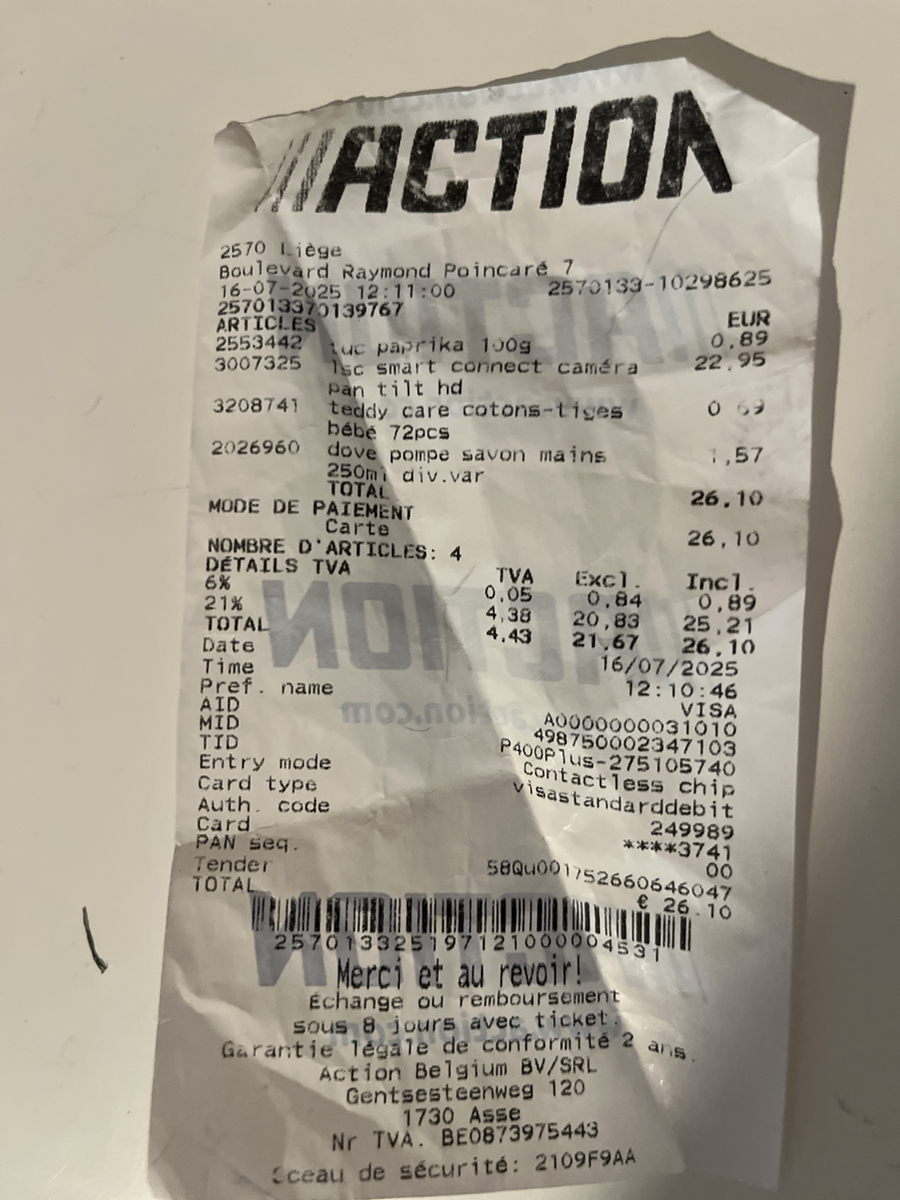 ACTION
2570 Liège
Boulevard Raymond Poincaré 7
16-07-2025 12:11:00 2570133-10298625
257013370139767
ARTICLES EUR
2553442 tuc paprika 100g 0,89
3007325 lsc smart connect caméra 22,95
pan tilt hd
3208741 teddy care cotons-tiges 0,69
bébé 72pcs
2026960 dove pompe savon mains 1,57
250ml div.var
TOTAL 26,10
MODE DE PAIEMENT
Carte 26,10
NOMBRE D'ARTICLES: 4
DÉTAILS TVA TVA Excl. Incl.
6% 0,05 0,84 0,89
21% 4,38 20,83 25,21
TOTAL 4,43 21,67 26,10
Date 16/07/2025
Time 12:10:46
Pref. name VISA
AID A0000000031010
MID 498750002347103
TID P400Plus-275105740
Entry mode Contactless chip
Card type visastandarddebit
Auth. code 249989
Card ****3741
PAN seq. 00
Tender 58Qu001752660646047
TOTAL € 26.10
257013325197121000004531
Merci et au revoir!
Échange ou remboursement
sous 8 jours avec ticket.
Garantie légale de conformité 2 ans.
Action Belgium BV/SRL
Gentsesteenweg 120
1730 Asse
Nr TVA. BE0873975443
Sceau de sécurité: 2109F9AA